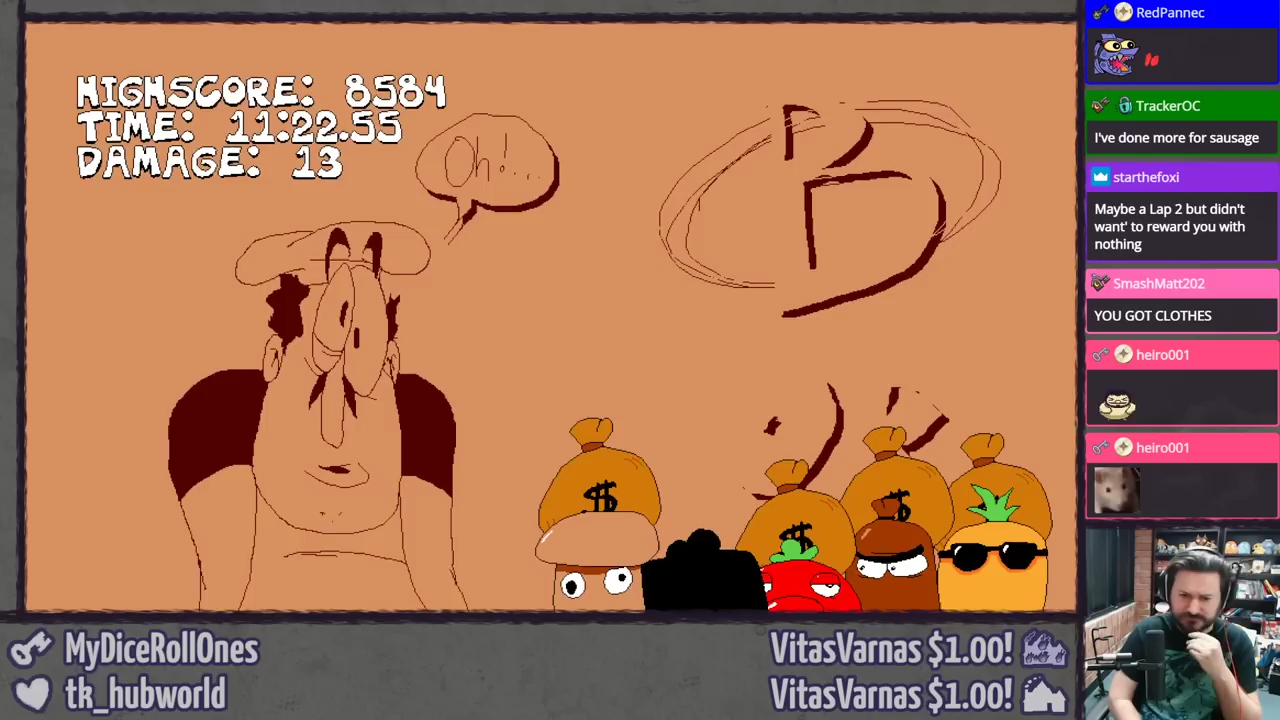 HIGHSCORE: 8584
TIME: 11:22.55
DAMAGE: 13
Oh!...
D
$ $ $
RedPannec
TrackerOC
I've done more for sausage
starthefoxi
Maybe a Lap 2 but didn't
want' to reward you with
nothing
SmashMatt202
YOU GOT CLOTHES
heiro001
heiro001
MyDiceRollOnes
tk_hubworld
VitasVarnas $1.00!
VitasVarnas $1.00!